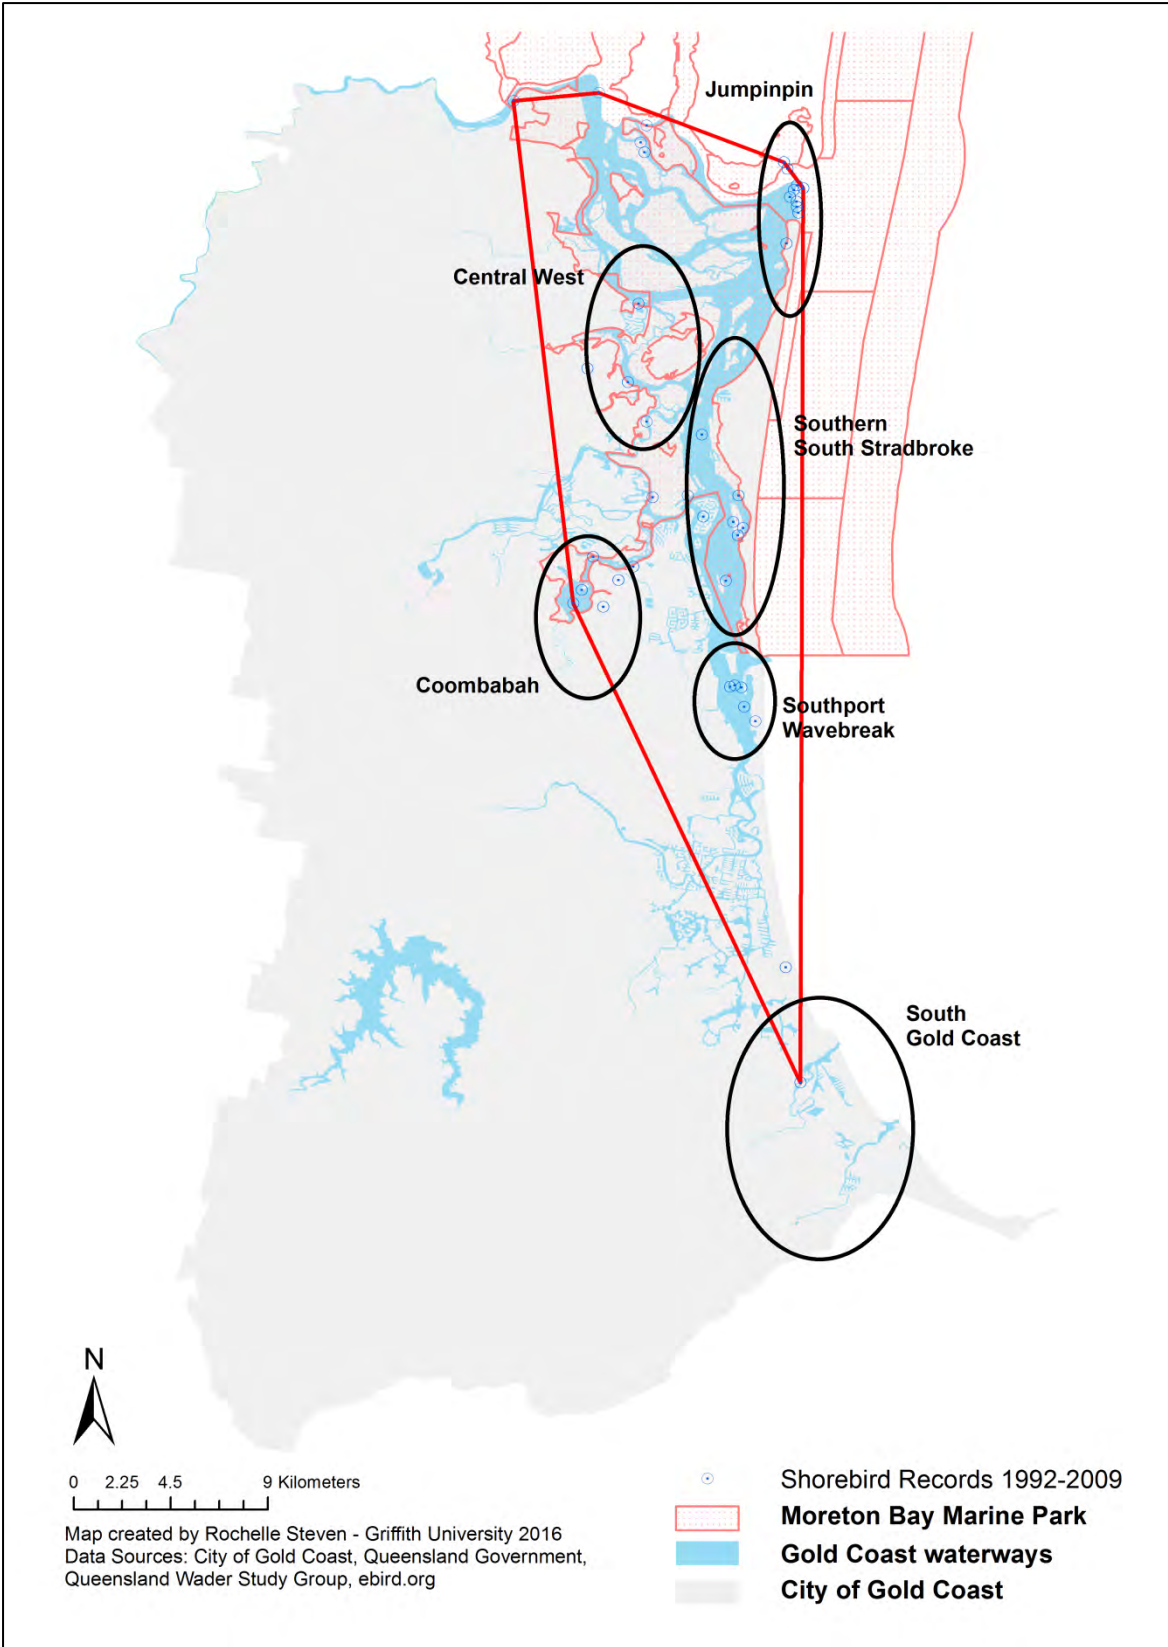 Jumpinpin
Central West
Southern
South Stradbroke
Coombabah
Southport
Wavebreak
South
Gold Coast
N
0 2.25 4.5 9 Kilometers
Map created by Rochelle Steven - Griffith University 2016
Data Sources: City of Gold Coast, Queensland Government,
Queensland Wader Study Group, ebird.org
Shorebird Records 1992-2009
Moreton Bay Marine Park
Gold Coast waterways
City of Gold Coast